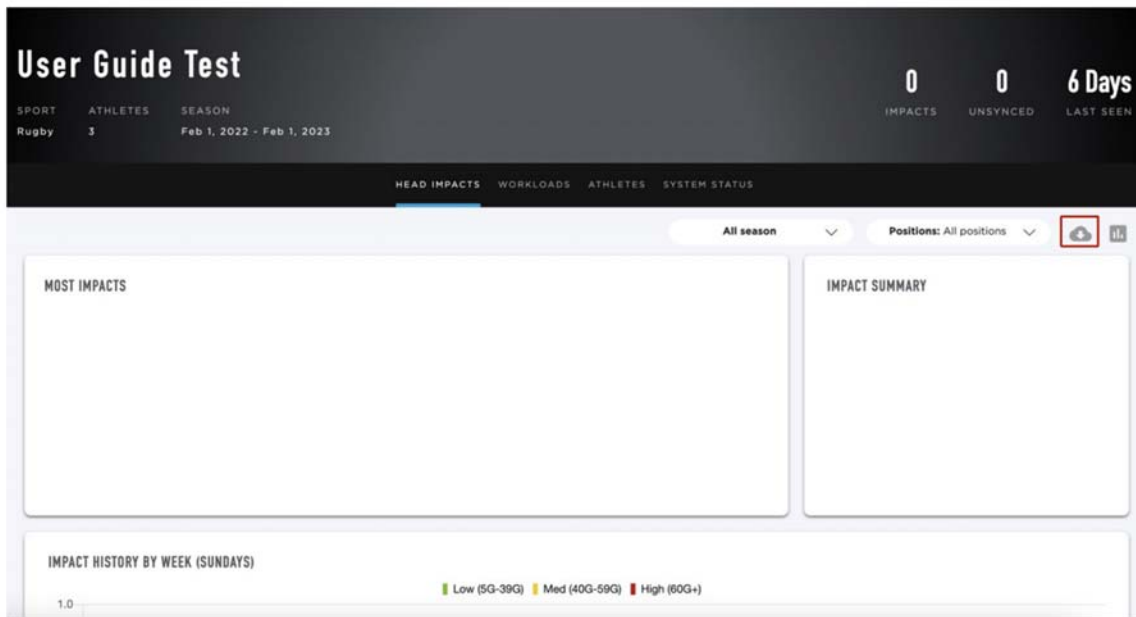 User Guide Test
0 0 6 Days
IMPACTS UNSYNCED LAST SEEN
SPORT ATHLETES SEASON
Rugby 3 Feb 1, 2022 - Feb 1, 2023
HEAD IMPACTS WORKLOADS ATHLETES SYSTEM STATUS
All season Positions: All positions
MOST IMPACTS
IMPACT SUMMARY
IMPACT HISTORY BY WEEK (SUNDAYS)
Low (5G-39G) Med (40G-59G) High (60G+)
1.0